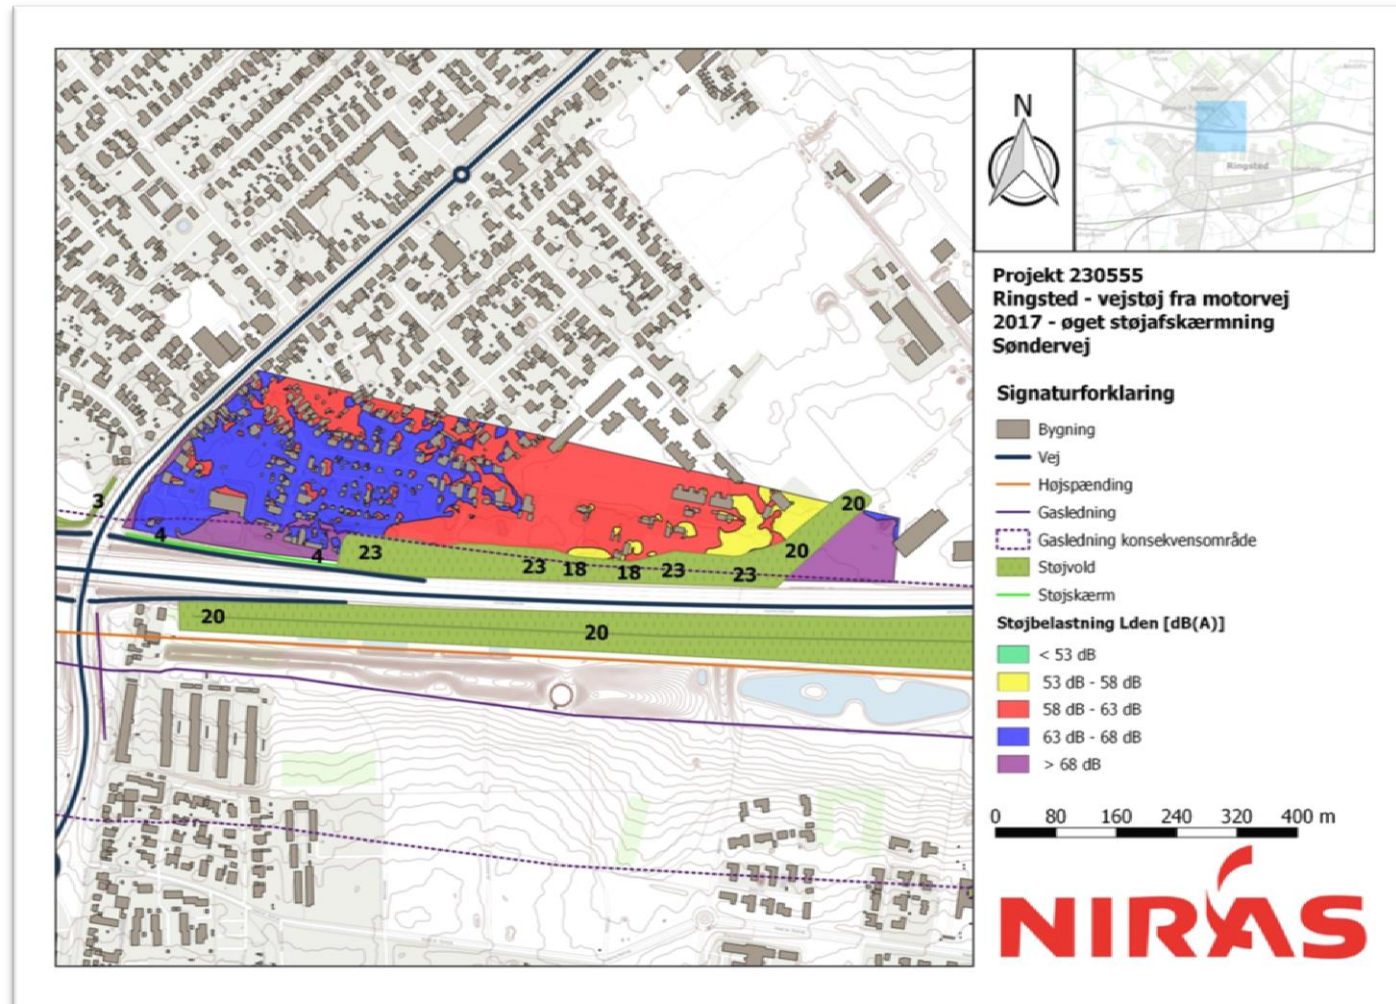 3
4
4
23
23
18
18
23
23
20
20
20
20
N
Ringsted
Projekt 230555
Ringsted - vejstøj fra motorvej
2017 - øget støjafskærmning
Søndervej
Signaturforklaring
Bygning
Vej
Højspænding
Gasledning
Gasledning konsekvensområde
Støjvold
Støjskærm
Støjbelastning Lden [dB(A)]
< 53 dB
53 dB - 58 dB
58 dB - 63 dB
63 dB - 68 dB
> 68 dB
0 80 160 240 320 400 m
NIRAS